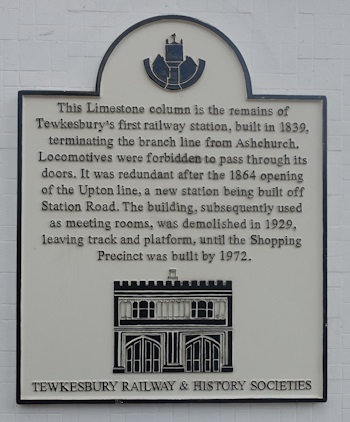 This Limestone column is the remains of
Tewkesbury's first railway station, built in 1839,
terminating the branch line from Ashchurch.
Locomotives were forbidden to pass through its
doors. It was redundant after the 1864 opening
of the Upton line, a new station being built off
Station Road. The building, subsequently used
as meeting rooms, was demolished in 1929,
leaving track and platform, until the Shopping
Precinct was built by 1972.
TEWKESBURY RAILWAY & HISTORY SOCIETIES